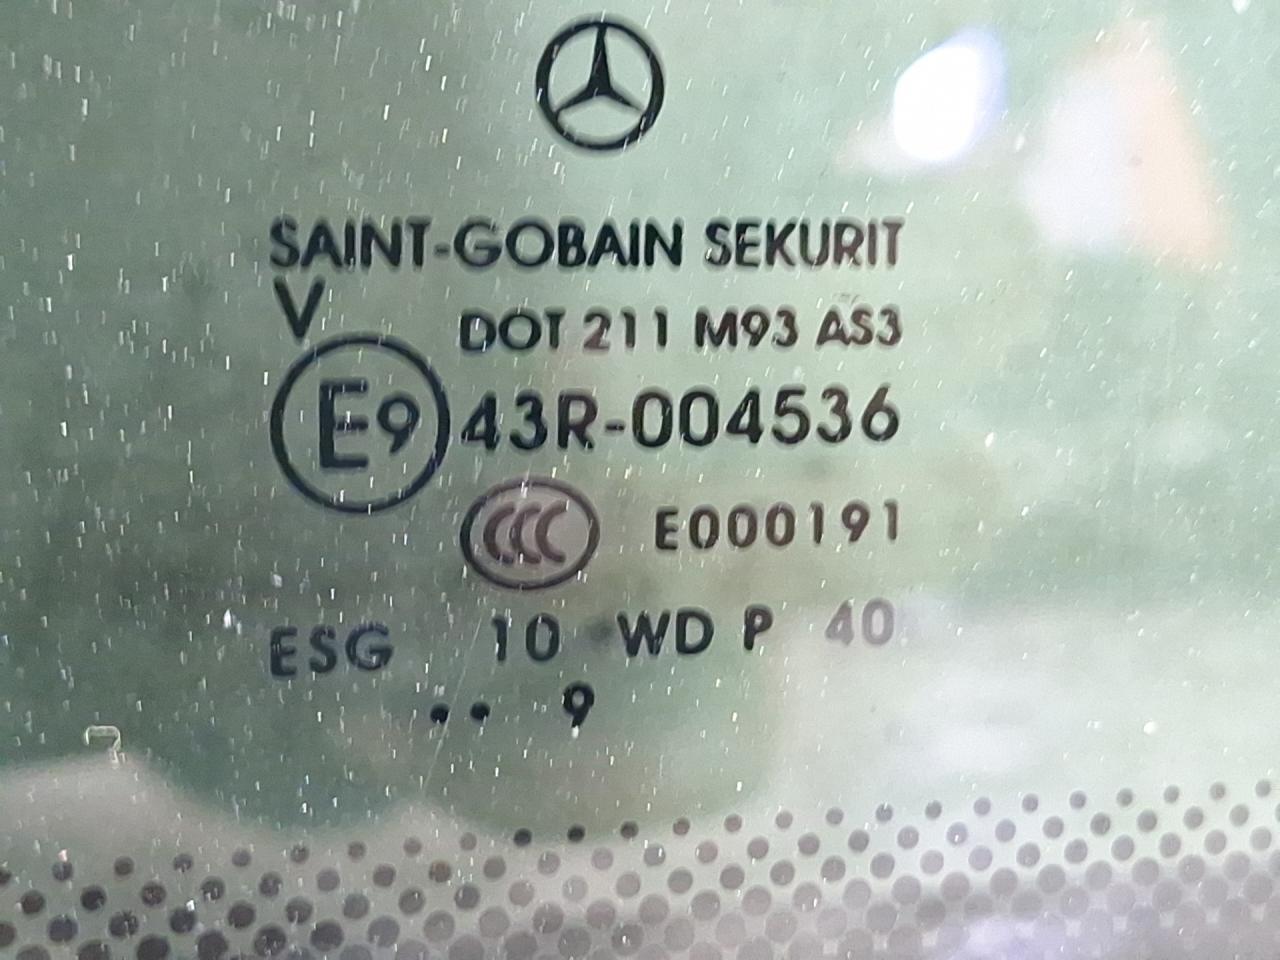 SAINT-GOBAIN SEKURIT
V
DOT 211 M93 AS3
E9 43R-004536
CCC E000191
ESG 10 WD P 40
.. 9